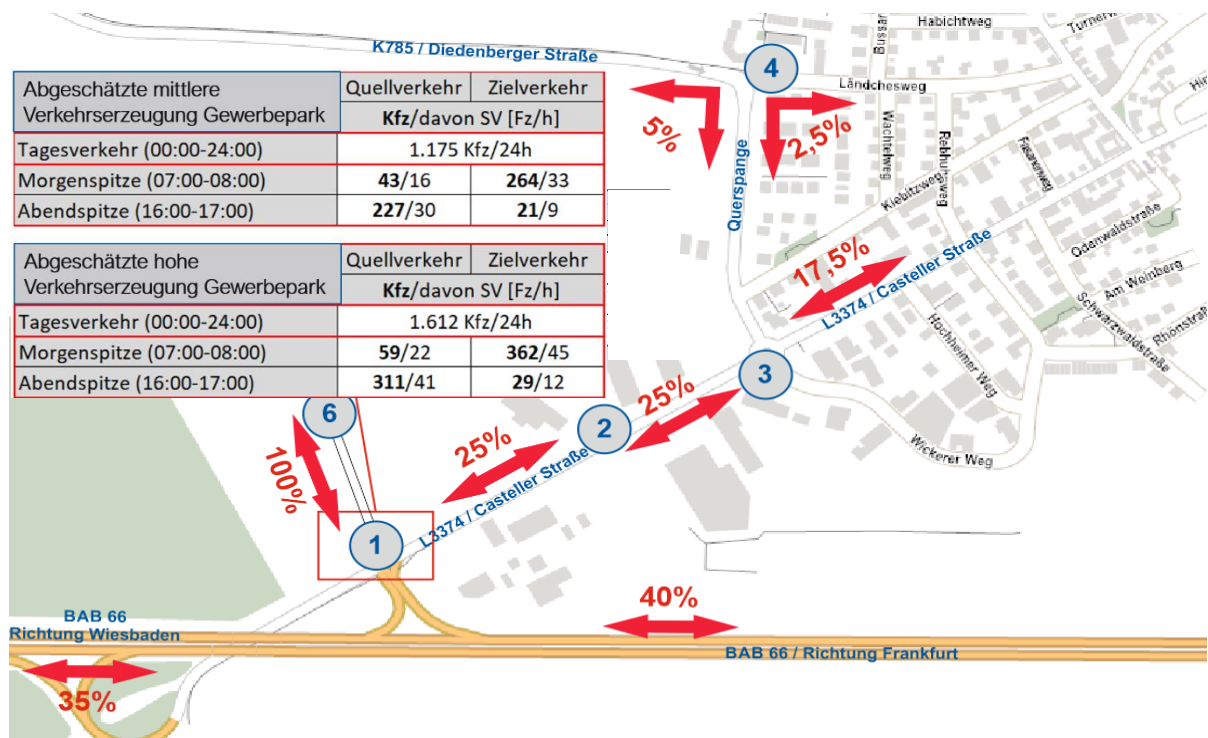 Habichtweg
Turnerw
Bussar
K785 / Diedenberger Straße
4
Ländchesweg
Hir
5%
2,5%
Wachtelweg
Rebhuhnweg
Fasanenweg
Kiebitzweg
Querspange
Odenwaldstraße
Abgeschätzte mittlere
Verkehrserzeugung Gewerbepark
Quellverkehr
Zielverkehr
Kfz/davon SV [Fz/h]
Tagesverkehr (00:00-24:00)
1.175 Kfz/24h
Morgenspitze (07:00-08:00)
43/16
264/33
Abendspitze (16:00-17:00)
227/30
21/9
Abgeschätzte hohe
Verkehrserzeugung Gewerbepark
Quellverkehr
Zielverkehr
Kfz/davon SV [Fz/h]
Tagesverkehr (00:00-24:00)
1.612 Kfz/24h
Morgenspitze (07:00-08:00)
59/22
362/45
Abendspitze (16:00-17:00)
311/41
29/12
17,5%
L3374 / Casteller Straße
Am Weinberg
Schwarzwaldstraße
Rhönstraß
Hochheimer Weg
3
Wickerer Weg
6
100%
25%
2
25%
L3374 / Casteller Straße
1
40%
BAB 66
Richtung Wiesbaden
BAB 66 / Richtung Frankfurt
35%